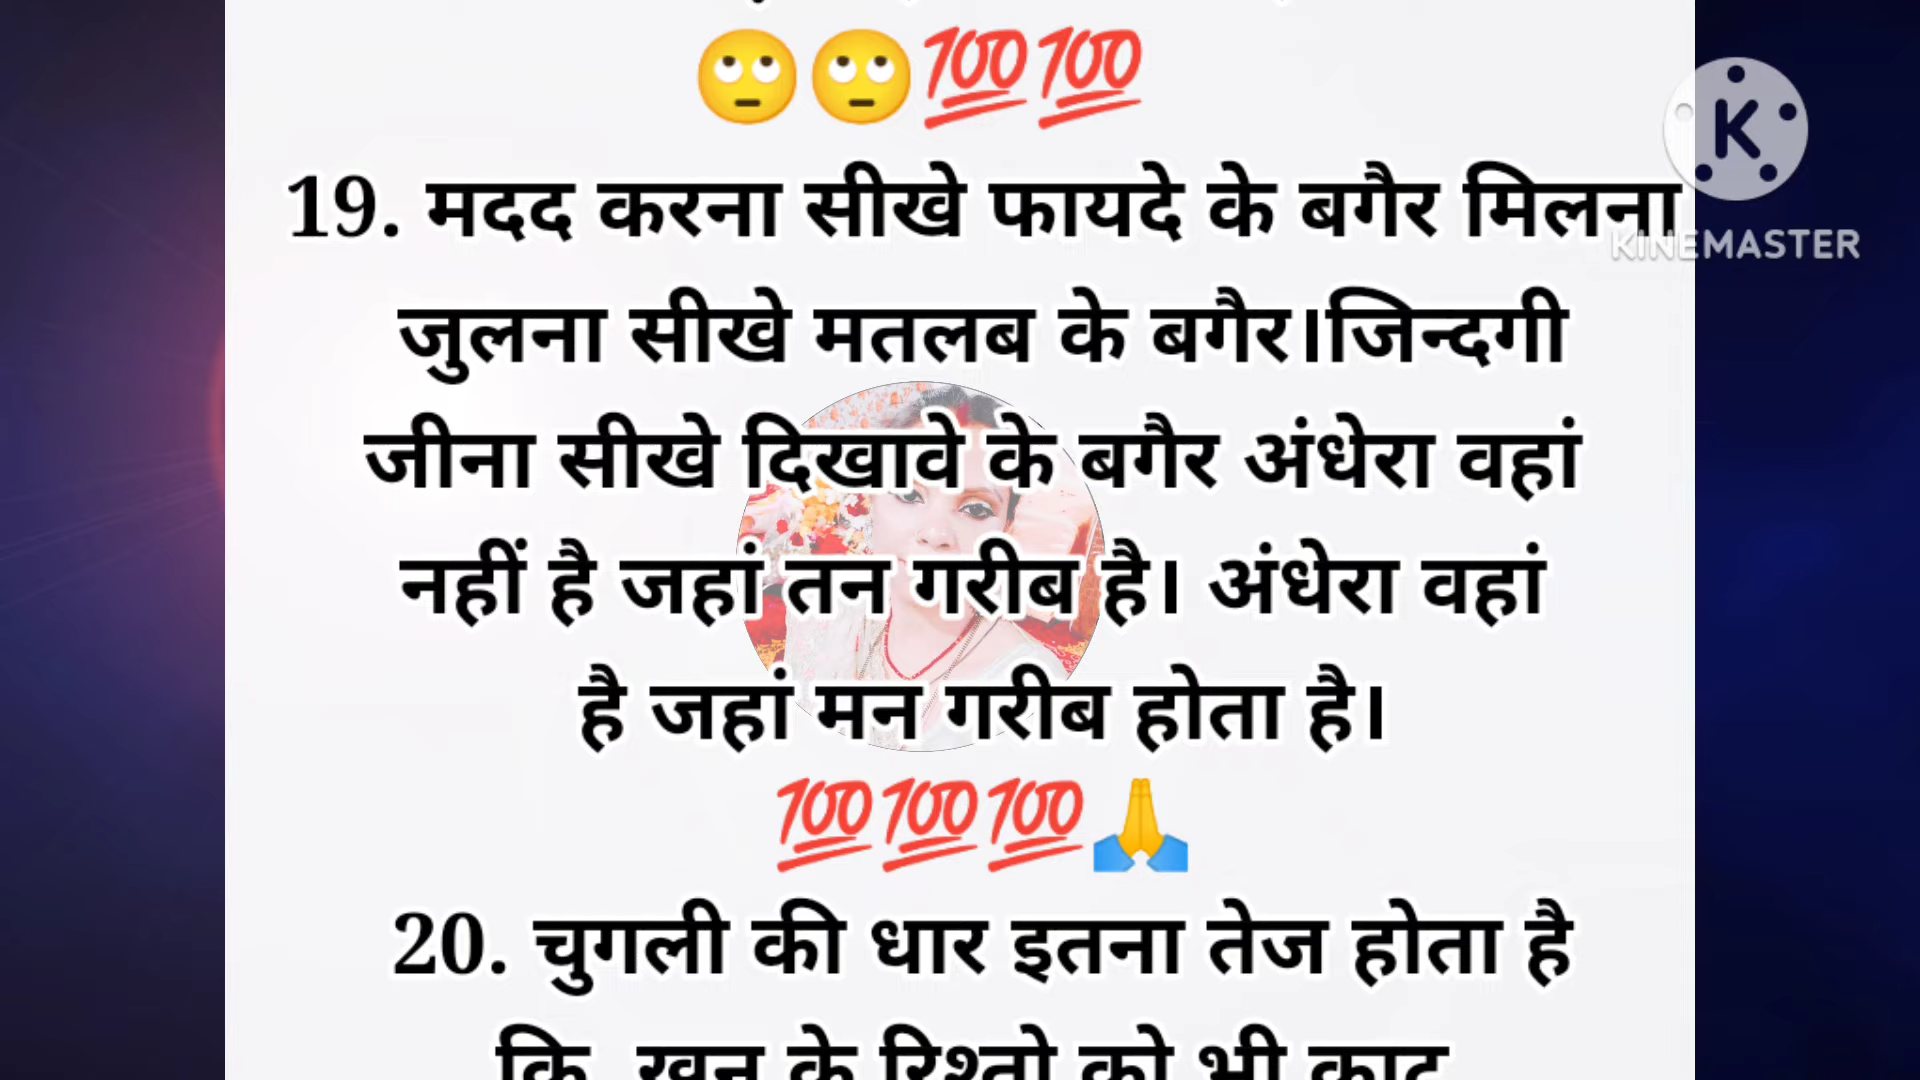 19. मदद करना सीखे फायदे के बगैर मिलना
KINEMASTER
जुलना सीखे मतलब के बगैर।जिन्दगी
जीना सीखे दिखावे के बगैर अंधेरा वहां
नहीं है जहां तन गरीब है। अंधेरा वहां
है जहां मन गरीब होता है।
20. चुगली की धार इतना तेज होता है
कि खून के रिश्तो को भी काट